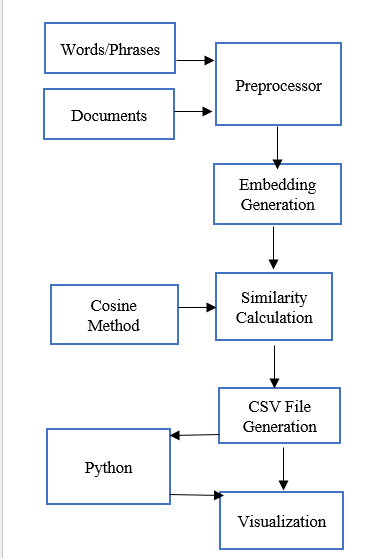 Words/Phrases
Preprocessor
Documents
Embedding
Generation
Cosine
Method
Similarity
Calculation
CSV File
Generation
Python
Visualization